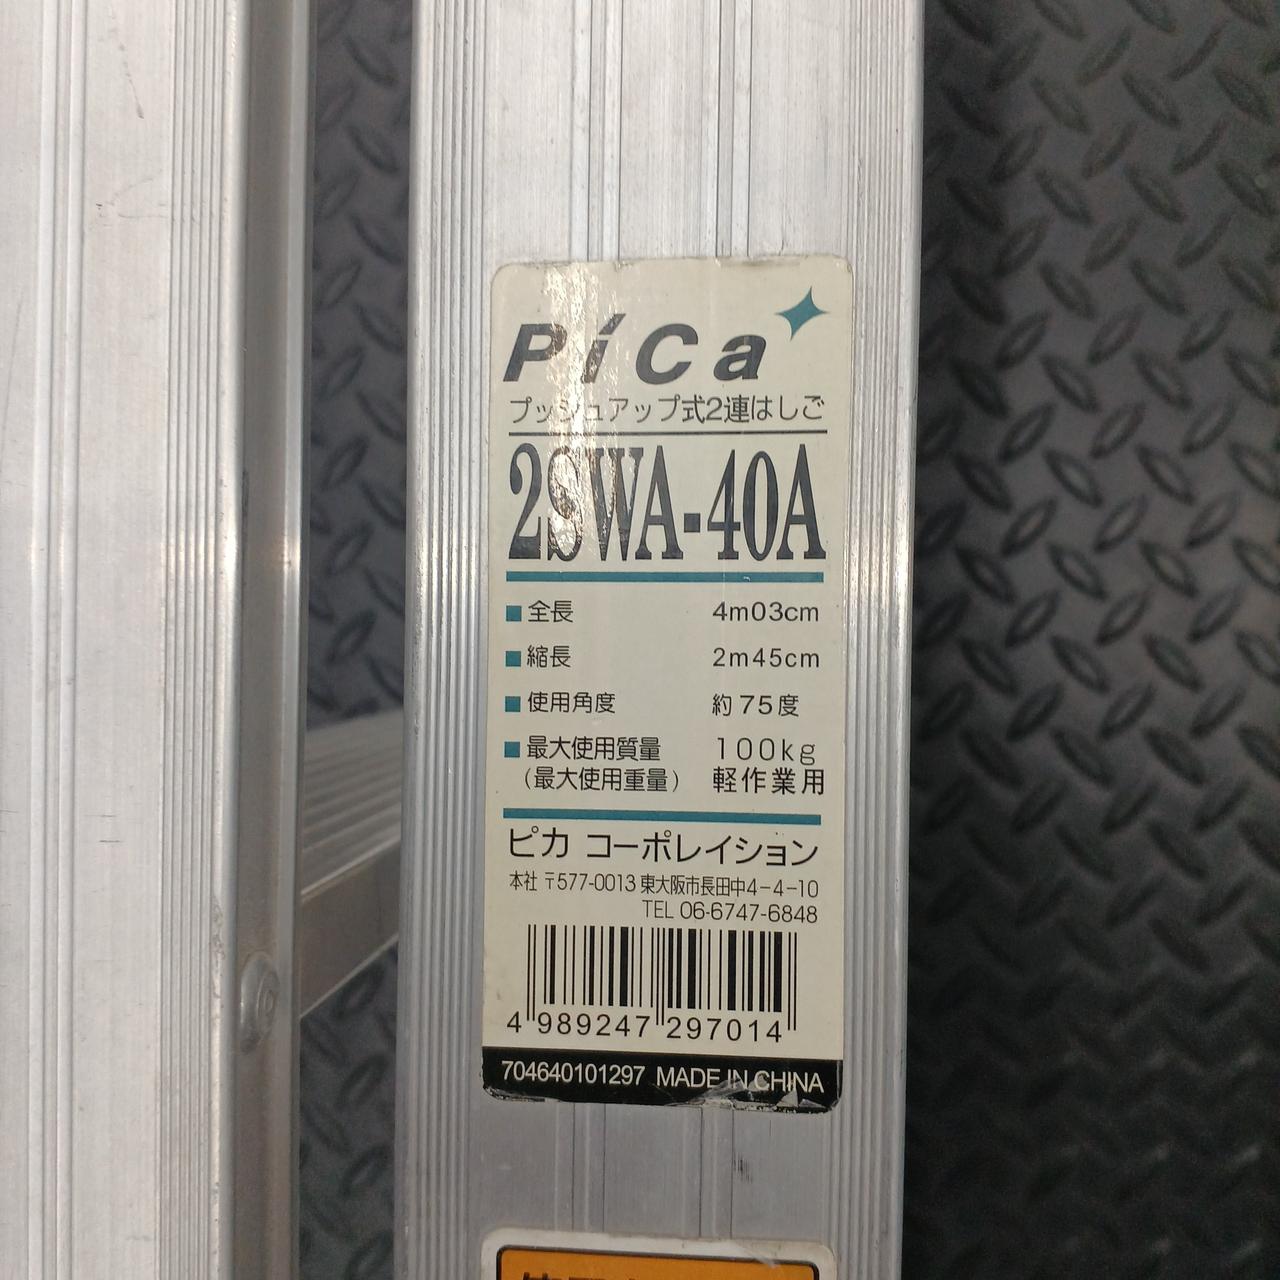 PiCa
プッシュアップ式2連はしご
2SWA-40A
■全長 4m03cm
■縮長 2m45cm
■使用角度 約75度
■最大使用質量 100kg
(最大使用重量) 軽作業用
ピカ コーポレイション
本社 〒577-0013 東大阪市長田中4-4-10
TEL 06-6747-6848
4 989247 297014
704640101297 MADE IN CHINA